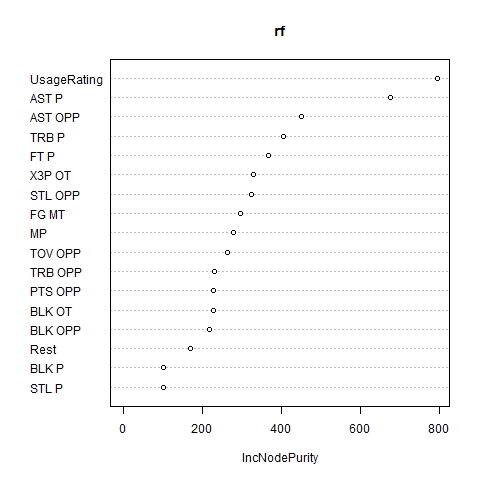 rf
UsageRating
AST P
AST OPP
TRB P
FT P
X3P OT
STL OPP
FG MT
MP
TOV OPP
TRB OPP
PTS OPP
BLK OT
BLK OPP
Rest
BLK P
STL P
0 200 400 600 800
IncNodePurity